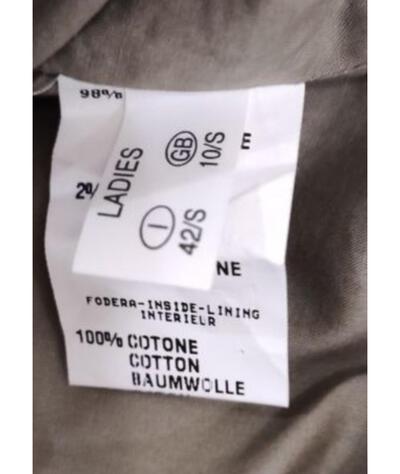 98%
E
LADIES
GB
10/S
I
42/S
2%
NE
FODERA-INSIDE-LINING
INTERIEUR
100% COTONE
COTTON
BAUMWOLLE